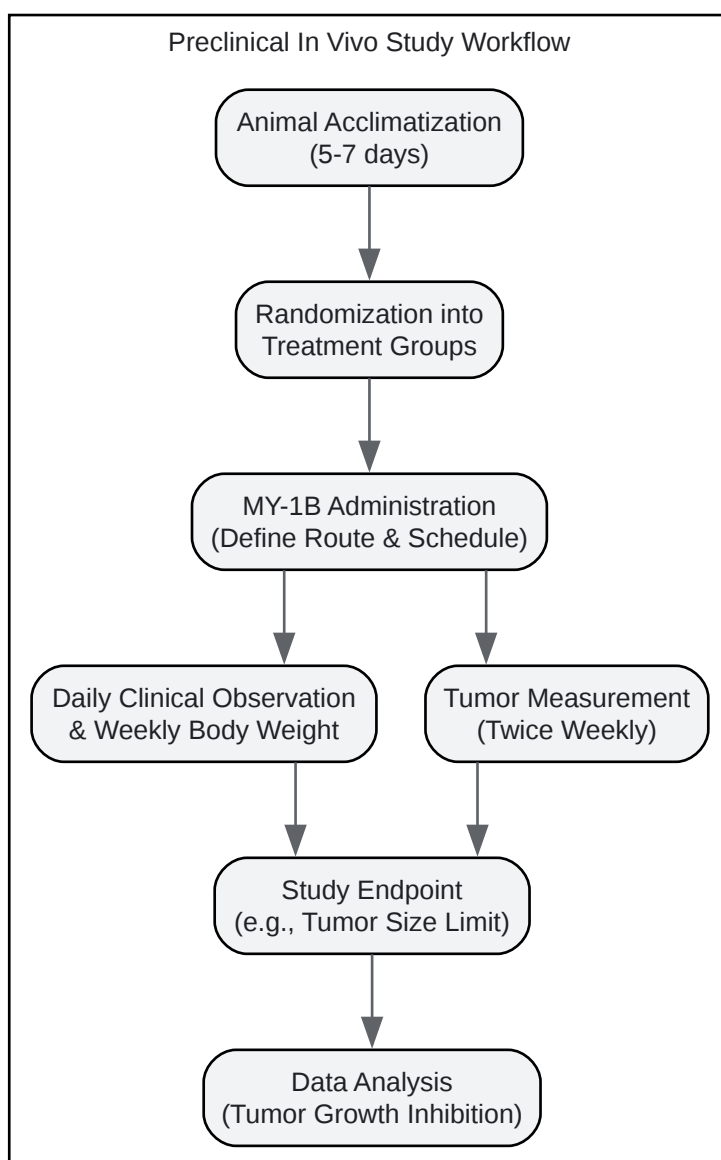 Preclinical In Vivo Study Workflow
Animal Acclimatization
(5-7 days)
Randomization into
Treatment Groups
MY-1B Administration
(Define Route & Schedule)
Daily Clinical Observation
& Weekly Body Weight
Tumor Measurement
(Twice Weekly)
Study Endpoint
(e.g., Tumor Size Limit)
Data Analysis
(Tumor Growth Inhibition)